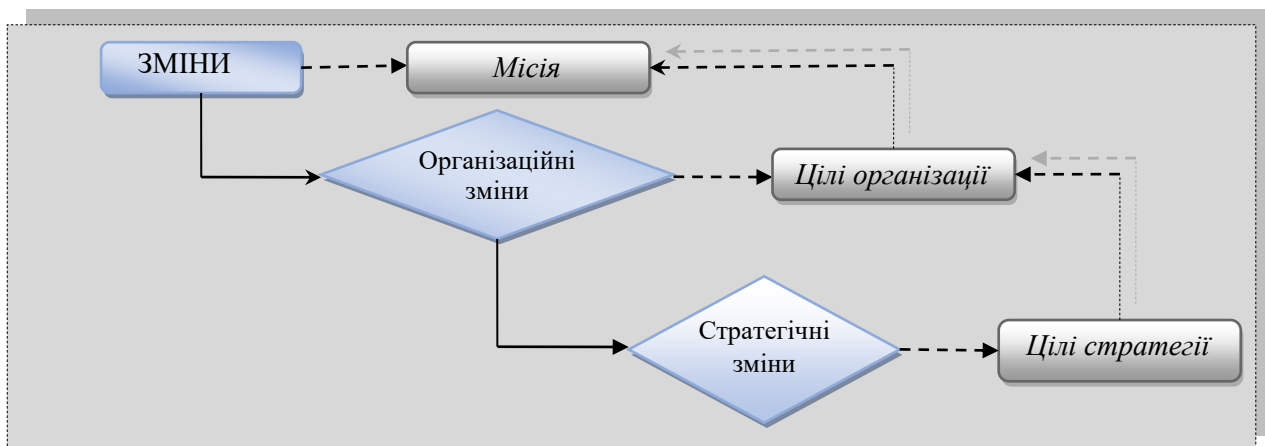 ЗМІНИ
Місія
Організаційні
зміни
Цілі організації
Стратегічні
зміни
Цілі стратегії